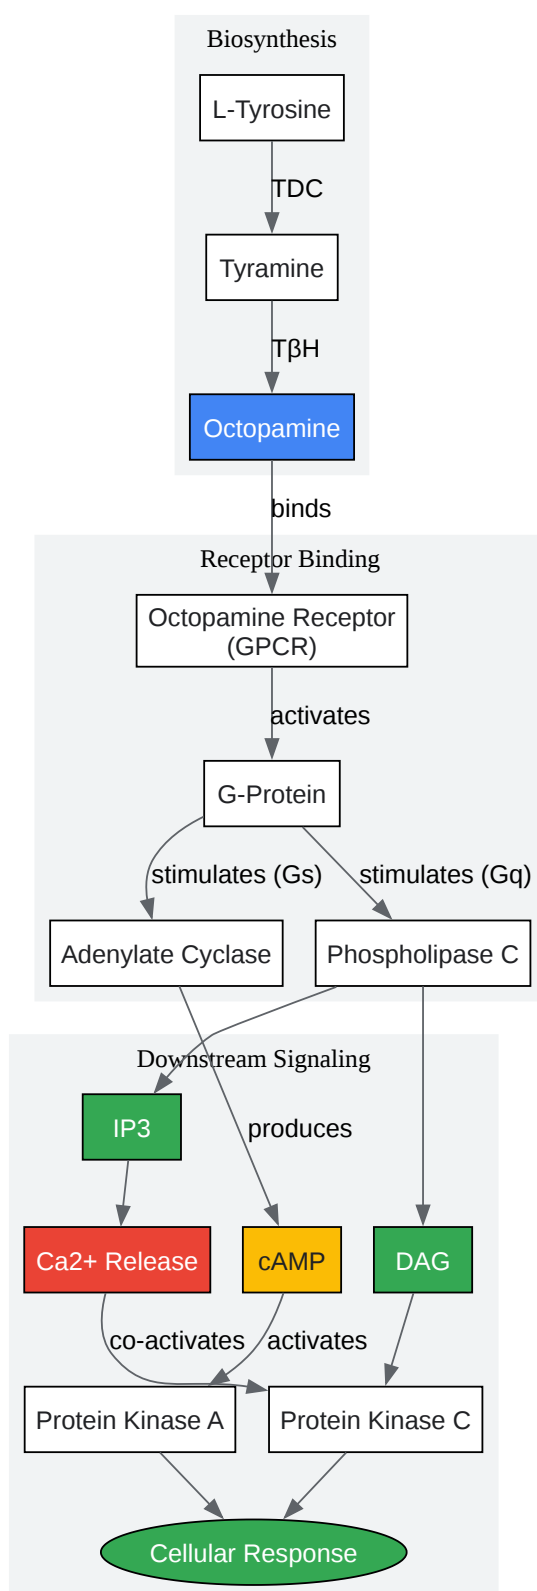 Biosynthesis
L-Tyrosine
TDC
Tyramine
TβH
Octopamine
binds
Receptor Binding
Octopamine Receptor
(GPCR)
activates
G-Protein
stimulates (Gs)
stimulates (Gq)
Adenylate Cyclase
Phospholipase C
Downstream Signaling
IP3
produces
Ca2+ Release
cAMP
DAG
co-activates
activates
Protein Kinase A
Protein Kinase C
Cellular Response